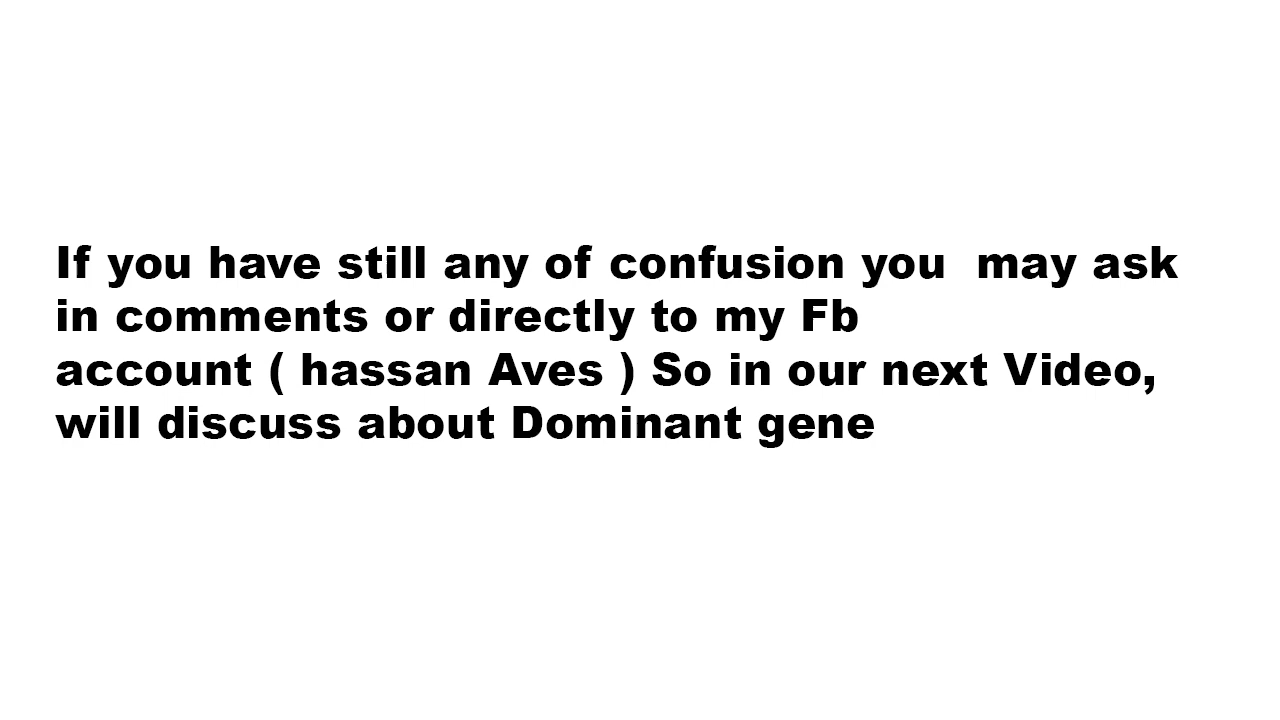 If you have still any of confusion you  may ask
in comments or directly to my Fb
account ( hassan Aves ) So in our next Video,
will discuss about Dominant gene